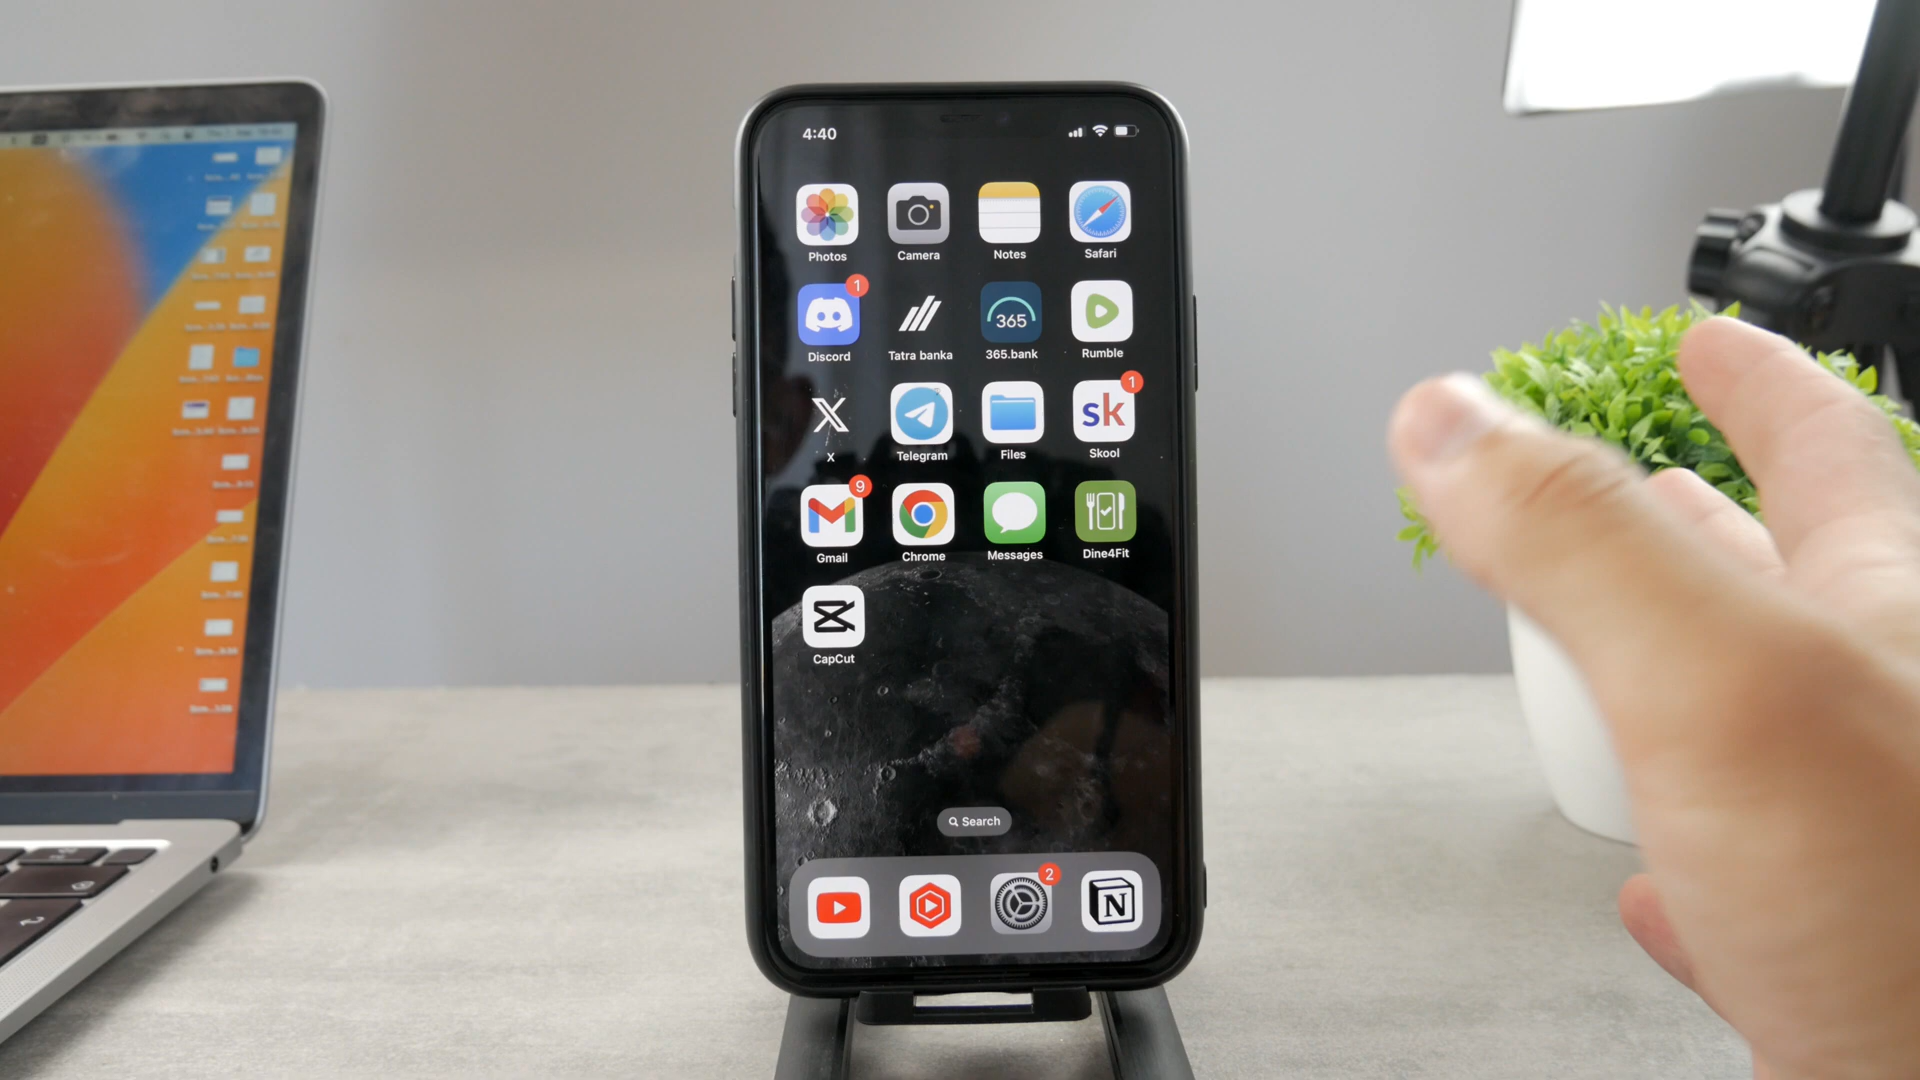 4:40
Photos Camera Notes Safari
1
365
Discord Tatra banka 365.bank Rumble
1
sk
X Telegram Files Skool
9
Gmail Chrome Messages Dine4Fit
CapCut
Search
2
N